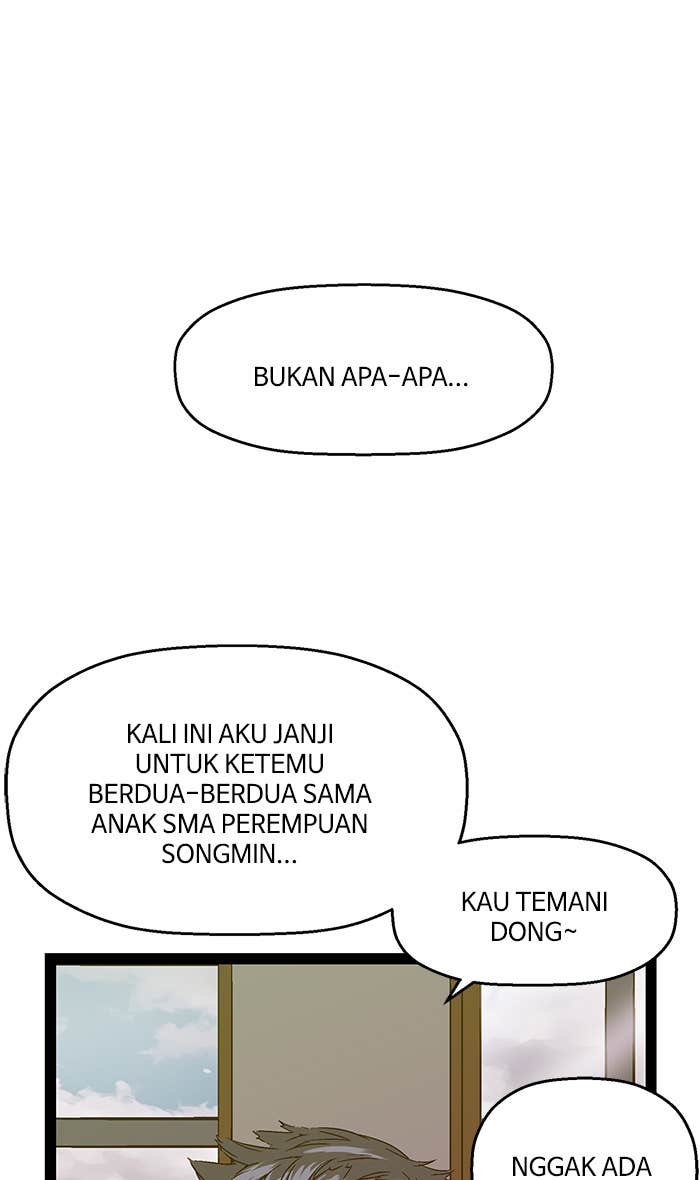 BUKAN APA-APA...
KALI INI AKU JANJI
UNTUK KETEMU
BERDUA-BERDUA SAMA
ANAK SMA PEREMPUAN
SONGMIN...
KAU TEMANI
DONG~
NGGAK ADA